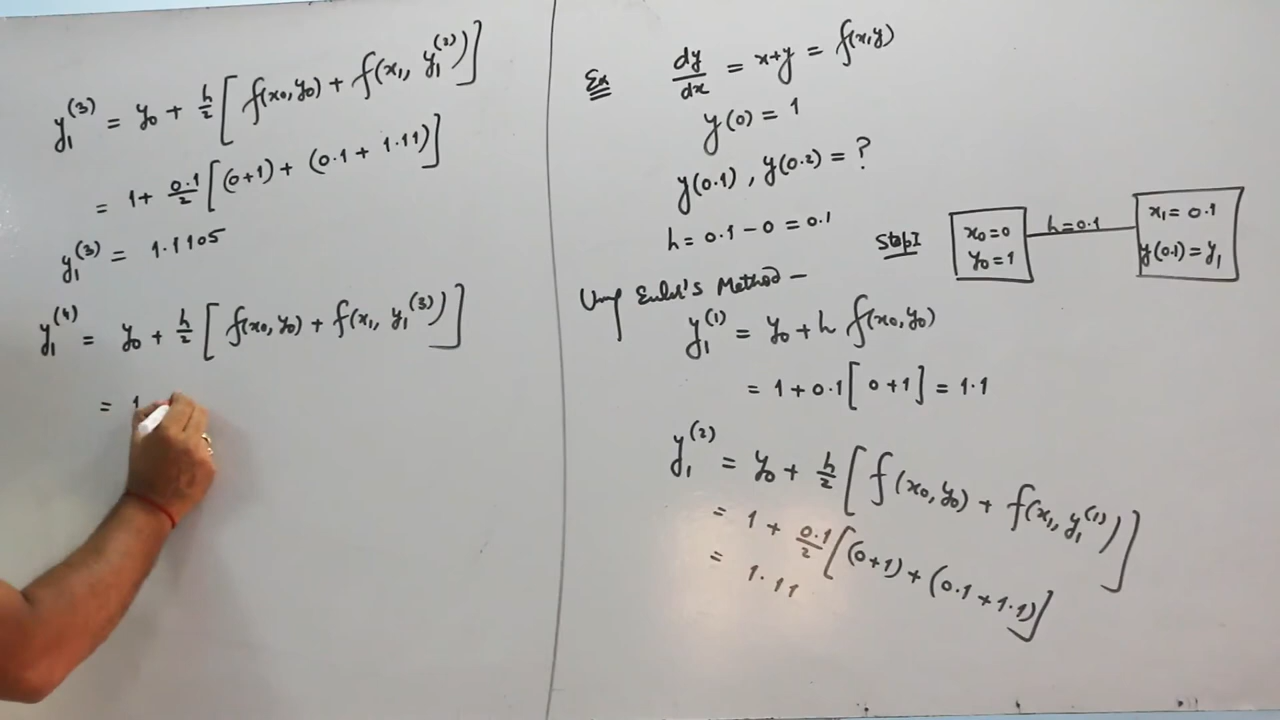 Ex dy/dx = x+y = f(x,y)
y(0) = 1
y(0.1), y(0.2) = ?
h = 0.1 - 0 = 0.1
Step I
x₀=0
y₀=1
h=0.1
x₁=0.1
y(0.1)=y₁
Using Euler's Method –
y₁⁽¹⁾ = y₀ + h f(x₀,y₀)
= 1+0.1[0+1] = 1.1
y₁⁽²⁾ = y₀ + h/2 [f(x₀,y₀) + f(x₁, y₁⁽¹⁾)]
= 1 + 0.1/2 [(0+1) + (0.1+1.1)]
= 1.11
y₁⁽³⁾ = y₀ + h/2 [f(x₀,y₀) + f(x₁, y₁⁽²⁾)]
= 1+ 0.1/2 [(0+1) + (0.1 + 1.11)]
y₁⁽³⁾ = 1.1105
y₁⁽⁴⁾ = y₀ + h/2 [f(x₀,y₀) + f(x₁, y₁⁽³⁾)]
= 1